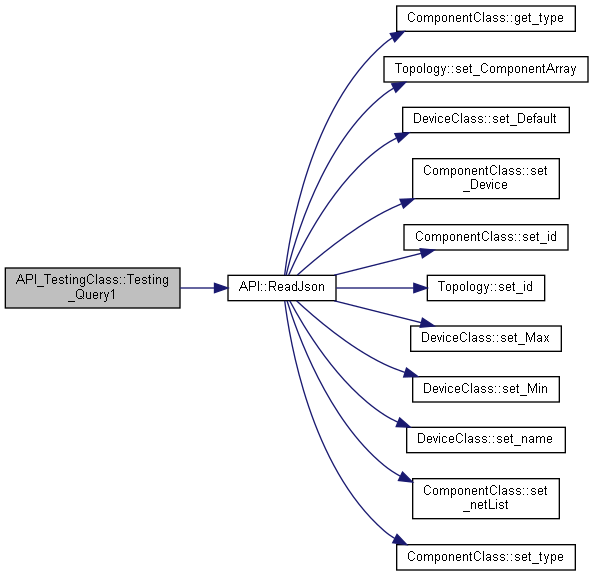 API_TestingClass::Testing
_Query1
API::ReadJson
ComponentClass::get_type
Topology::set_ComponentArray
DeviceClass::set_Default
ComponentClass::set
_Device
ComponentClass::set_id
Topology::set_id
DeviceClass::set_Max
DeviceClass::set_Min
DeviceClass::set_name
ComponentClass::set
_netList
ComponentClass::set_type